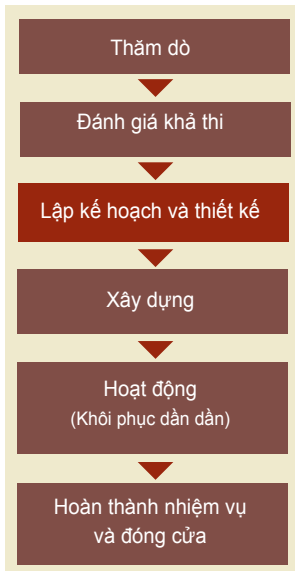 Thăm dò
Đánh giá khả thi
Lập kế hoạch và thiết kế
Xây dựng
Hoạt động
(Khôi phục dần dần)
Hoàn thành nhiệm vụ
và đóng cửa